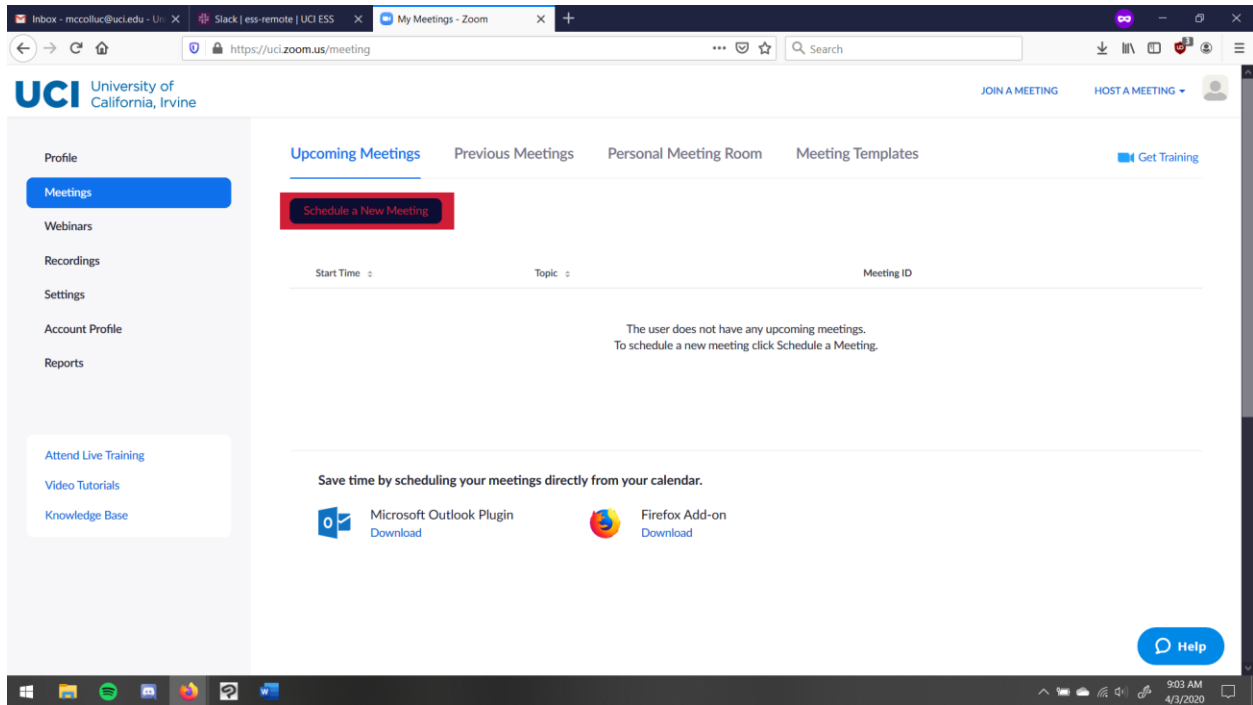 Inbox - mccolluc@uci.edu - Un
Slack | ess-remote | UCI ESS
My Meetings - Zoom
https://uci.zoom.us/meeting
Search
3
UCI University of
California, Irvine
JOIN A MEETING
HOST A MEETING
Profile
Meetings
Webinars
Recordings
Settings
Account Profile
Reports
Attend Live Training
Video Tutorials
Knowledge Base
Upcoming Meetings
Previous Meetings
Personal Meeting Room
Meeting Templates
Get Training
Schedule a New Meeting
Start Time
Topic
Meeting ID
The user does not have any upcoming meetings.
To schedule a new meeting click Schedule a Meeting.
Save time by scheduling your meetings directly from your calendar.
Microsoft Outlook Plugin
Download
Firefox Add-on
Download
Help
9:03 AM
4/3/2020